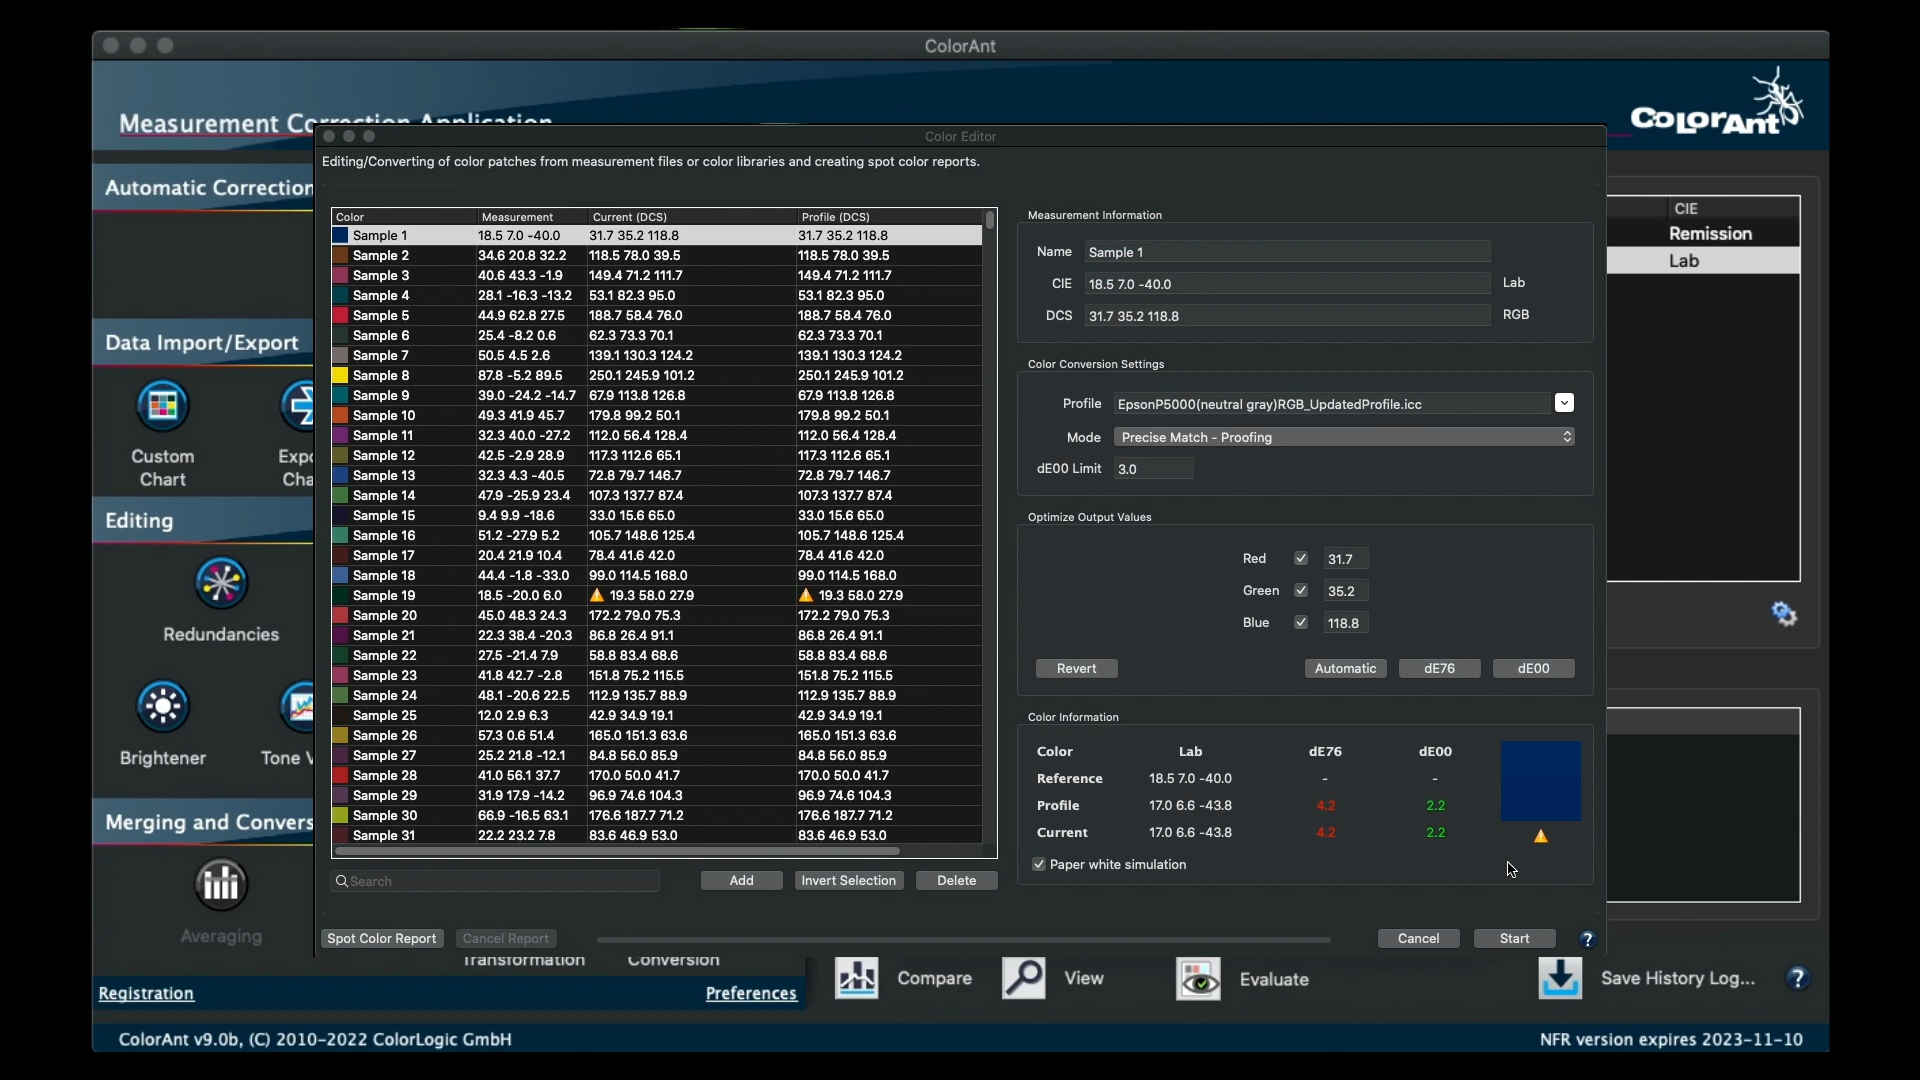 ColorAnt
Measurement Correction Application
ColorAnt
Color Editor
Editing/Converting of color patches from measurement files or color libraries and creating spot color reports.
Automatic Correction
Data Import/Export
Custom
Chart
Expo
Cha
Editing
Redundancies
Brightener
Tone V
Merging and Convers
Averaging
Color Measurement Current (DCS) Profile (DCS)
Sample 1 18.5 7.0 -40.0 31.7 35.2 118.8 31.7 35.2 118.8
Sample 2 34.6 20.8 32.2 118.5 78.0 39.5 118.5 78.0 39.5
Sample 3 40.6 43.3 -1.9 149.4 71.2 111.7 149.4 71.2 111.7
Sample 4 28.1 -16.3 -13.2 53.1 82.3 95.0 53.1 82.3 95.0
Sample 5 44.9 62.8 27.5 188.7 58.4 76.0 188.7 58.4 76.0
Sample 6 25.4 -8.2 0.6 62.3 73.3 70.1 62.3 73.3 70.1
Sample 7 50.5 4.5 2.6 139.1 130.3 124.2 139.1 130.3 124.2
Sample 8 87.8 -5.2 89.5 250.1 245.9 101.2 250.1 245.9 101.2
Sample 9 39.0 -24.2 -14.7 67.9 113.8 126.8 67.9 113.8 126.8
Sample 10 49.3 41.9 45.7 179.8 99.2 50.1 179.8 99.2 50.1
Sample 11 32.3 40.0 -27.2 112.0 56.4 128.4 112.0 56.4 128.4
Sample 12 42.5 -2.9 28.9 117.3 112.6 65.1 117.3 112.6 65.1
Sample 13 32.3 4.3 -40.5 72.8 79.7 146.7 72.8 79.7 146.7
Sample 14 47.9 -25.9 23.4 107.3 137.7 87.4 107.3 137.7 87.4
Sample 15 9.4 9.9 -18.6 33.0 15.6 65.0 33.0 15.6 65.0
Sample 16 51.2 -27.9 5.2 105.7 148.6 125.4 105.7 148.6 125.4
Sample 17 20.4 21.9 10.4 78.4 41.6 42.0 78.4 41.6 42.0
Sample 18 44.4 -1.8 -33.0 99.0 114.5 168.0 99.0 114.5 168.0
Sample 19 18.5 -20.0 6.0 19.3 58.0 27.9 19.3 58.0 27.9
Sample 20 45.0 48.3 24.3 172.2 79.0 75.3 172.2 79.0 75.3
Sample 21 22.3 38.4 -20.3 86.8 26.4 91.1 86.8 26.4 91.1
Sample 22 27.5 -21.4 7.9 58.8 83.4 68.6 58.8 83.4 68.6
Sample 23 41.8 42.7 -2.8 151.8 75.2 115.5 151.8 75.2 115.5
Sample 24 48.1 -20.6 22.5 112.9 135.7 88.9 112.9 135.7 88.9
Sample 25 12.0 2.9 6.3 42.9 34.9 19.1 42.9 34.9 19.1
Sample 26 57.3 0.6 51.4 165.0 151.3 63.6 165.0 151.3 63.6
Sample 27 25.2 21.8 -12.1 84.8 56.0 85.9 84.8 56.0 85.9
Sample 28 41.0 56.1 37.7 170.0 50.0 41.7 170.0 50.0 41.7
Sample 29 31.9 17.9 -14.2 96.9 74.6 104.3 96.9 74.6 104.3
Sample 30 66.9 -16.5 63.1 176.6 187.7 71.2 176.6 187.7 71.2
Sample 31 22.2 23.2 7.8 83.6 46.9 53.0 83.6 46.9 53.0
Search
Add Invert Selection Delete
Measurement Information
Name Sample 1
CIE 18.5 7.0 -40.0 Lab
DCS 31.7 35.2 118.8 RGB
Color Conversion Settings
Profile EpsonP5000(neutral gray)RGB_UpdatedProfile.icc
Mode Precise Match - Proofing
dE00 Limit 3.0
Optimize Output Values
Red 31.7
Green 35.2
Blue 118.8
Revert Automatic dE76 dE00
Color Information
Color Lab dE76 dE00
Reference 18.5 7.0 -40.0 - -
Profile 17.0 6.6 -43.8 4.2 2.2
Current 17.0 6.6 -43.8 4.2 2.2
Paper white simulation
Spot Color Report Cancel Report Cancel Start ?
CIE
Remission
Lab
Transformation Conversion
Registration Preferences
Compare View Evaluate Save History Log... ?
ColorAnt v9.0b, (C) 2010-2022 ColorLogic GmbH
NFR version expires 2023-11-10